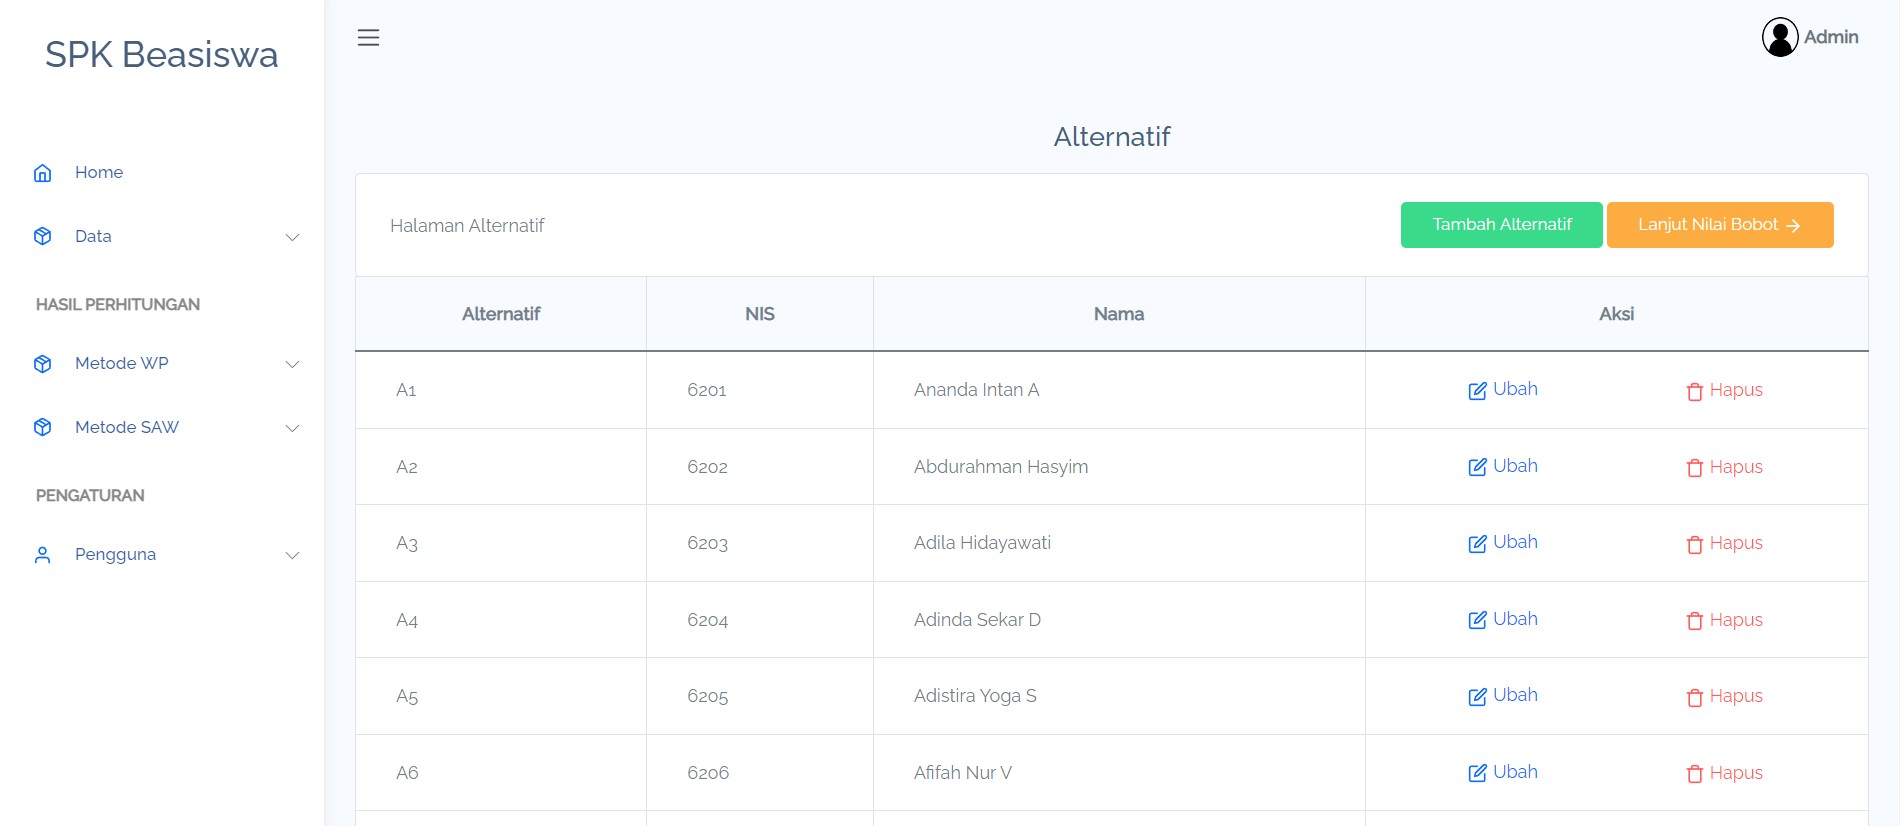 SPK Beasiswa
Admin
Home
Data
HASIL PERHITUNGAN
Metode WP
Metode SAW
PENGATURAN
Pengguna
Alternatif
Halaman Alternatif
Tambah Alternatif
Lanjut Nilai Bobot →
Alternatif NIS Nama Aksi
A1 6201 Ananda Intan A Ubah Hapus
A2 6202 Abdurahman Hasyim Ubah Hapus
A3 6203 Adila Hidayawati Ubah Hapus
A4 6204 Adinda Sekar D Ubah Hapus
A5 6205 Adistira Yoga S Ubah Hapus
A6 6206 Afifah Nur V Ubah Hapus